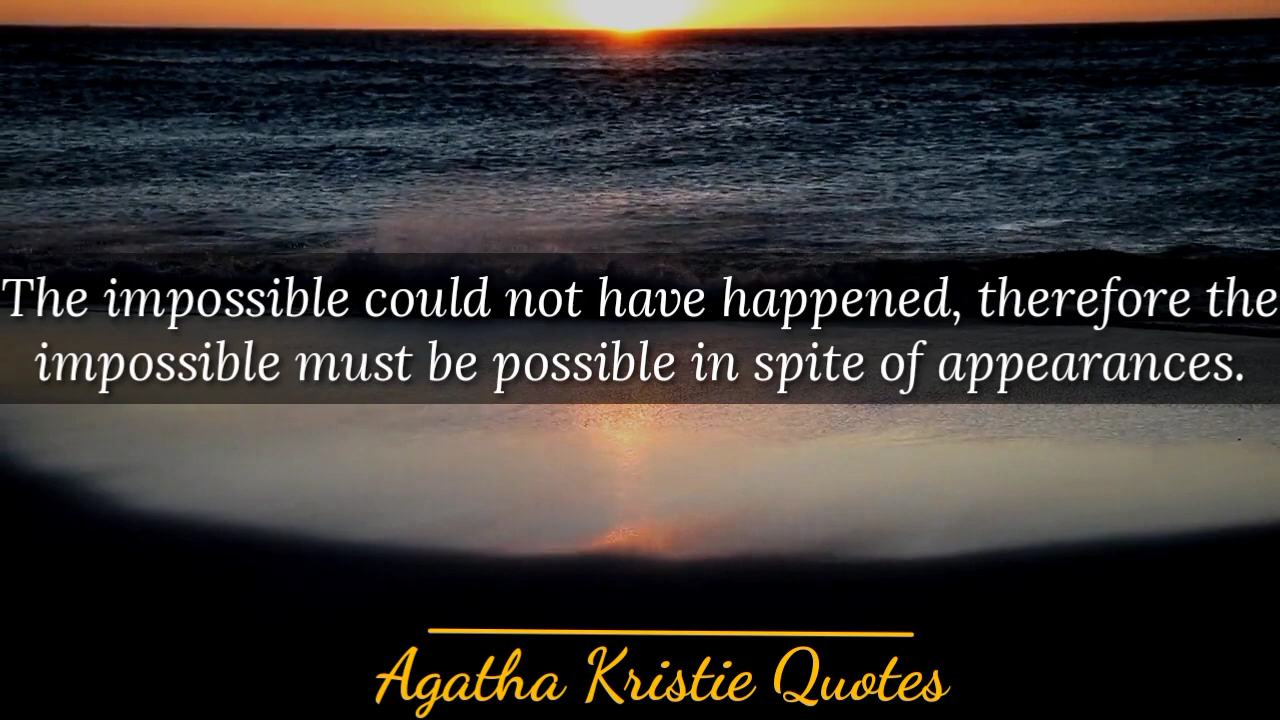 The impossible could not have happened, therefore the
impossible must be possible in spite of appearances.
Agatha Kristie Quotes